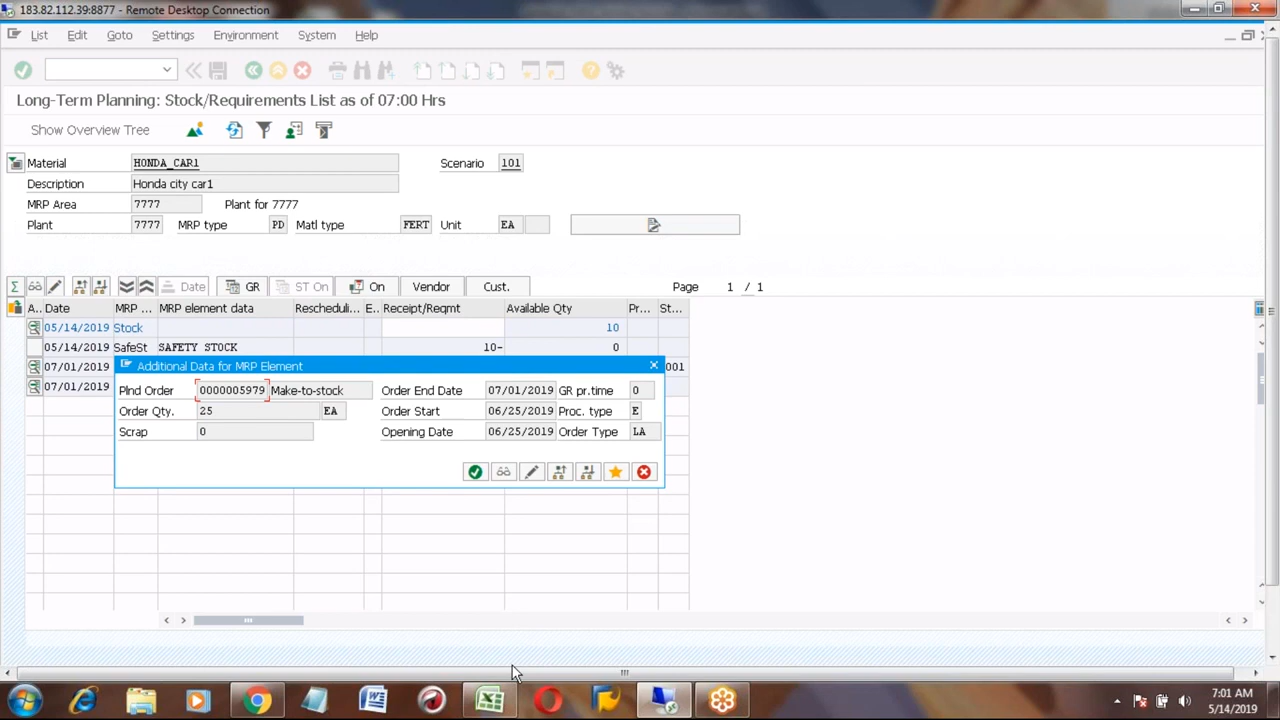 183.82.112.39:8877 - Remote Desktop Connection
List Edit Goto Settings Environment System Help
Long-Term Planning: Stock/Requirements List as of 07:00 Hrs
Show Overview Tree
Material HONDA_CAR1 Scenario 101
Description Honda city car1
MRP Area 7777 Plant for 7777
Plant 7777 MRP type PD Matl type FERT Unit EA
Σ Date GR ST On On Vendor Cust. Page 1 / 1
A.. Date MRP ... MRP element data Rescheduli... E.. Receipt/Reqmt Available Qty Pr... St...
05/14/2019 Stock 10
05/14/2019 SafeSt SAFETY STOCK 10- 0
07/01/2019 001
07/01/2019
Additional Data for MRP Element
Plnd Order 0000005979 Make-to-stock Order End Date 07/01/2019 GR pr.time 0
Order Qty. 25 EA Order Start 06/25/2019 Proc. type E
Scrap 0 Opening Date 06/25/2019 Order Type LA
7:01 AM
5/14/2019